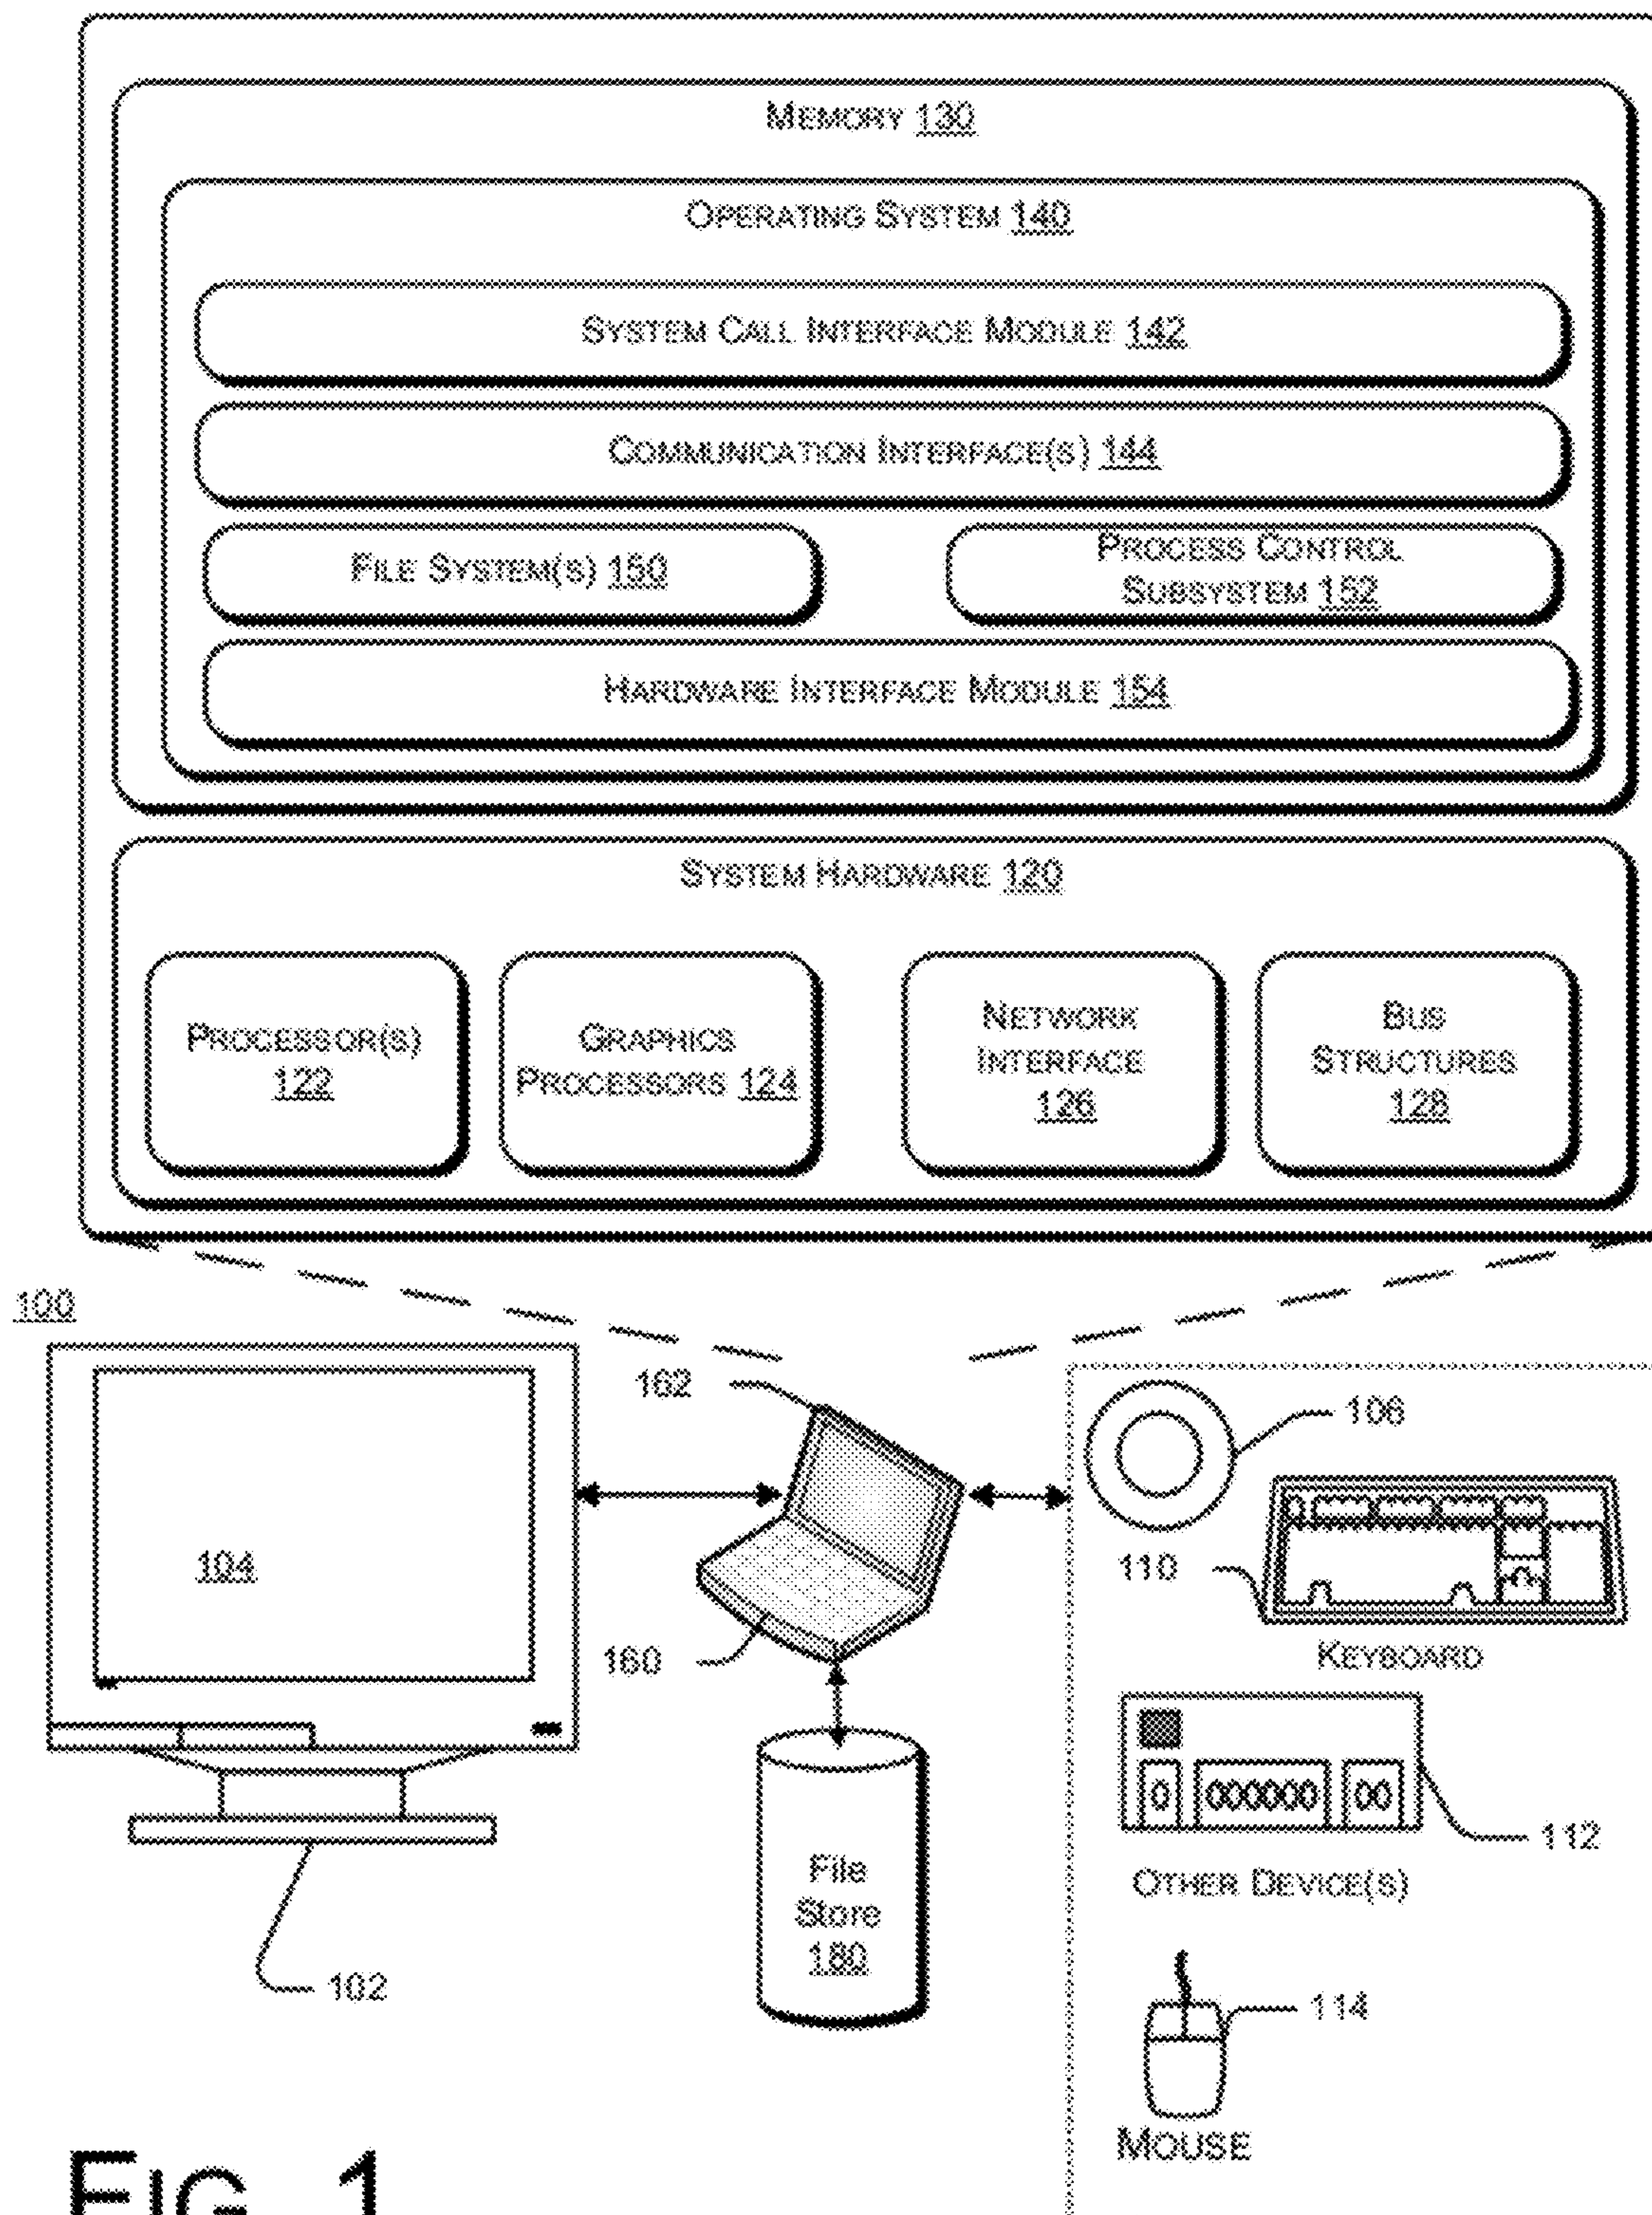 MEMORY 130
OPERATING SYSTEM 140
SYSTEM CALL INTERFACE MODULE 142
COMMUNICATION INTERFACE(S) 144
FILE SYSTEM(S) 150
PROCESS CONTROL
SUBSYSTEM 152
HARDWARE INTERFACE MODULE 154
SYSTEM HARDWARE 120
PROCESSOR(S)
122
GRAPHICS
PROCESSORS 124
NETWORK
INTERFACE
126
BUS
STRUCTURES
128
100
162
106
104
110
160
KEYBOARD
0 000000 00
112
File
Store
180
OTHER DEVICE(S)
102
114
MOUSE
FIG. 1